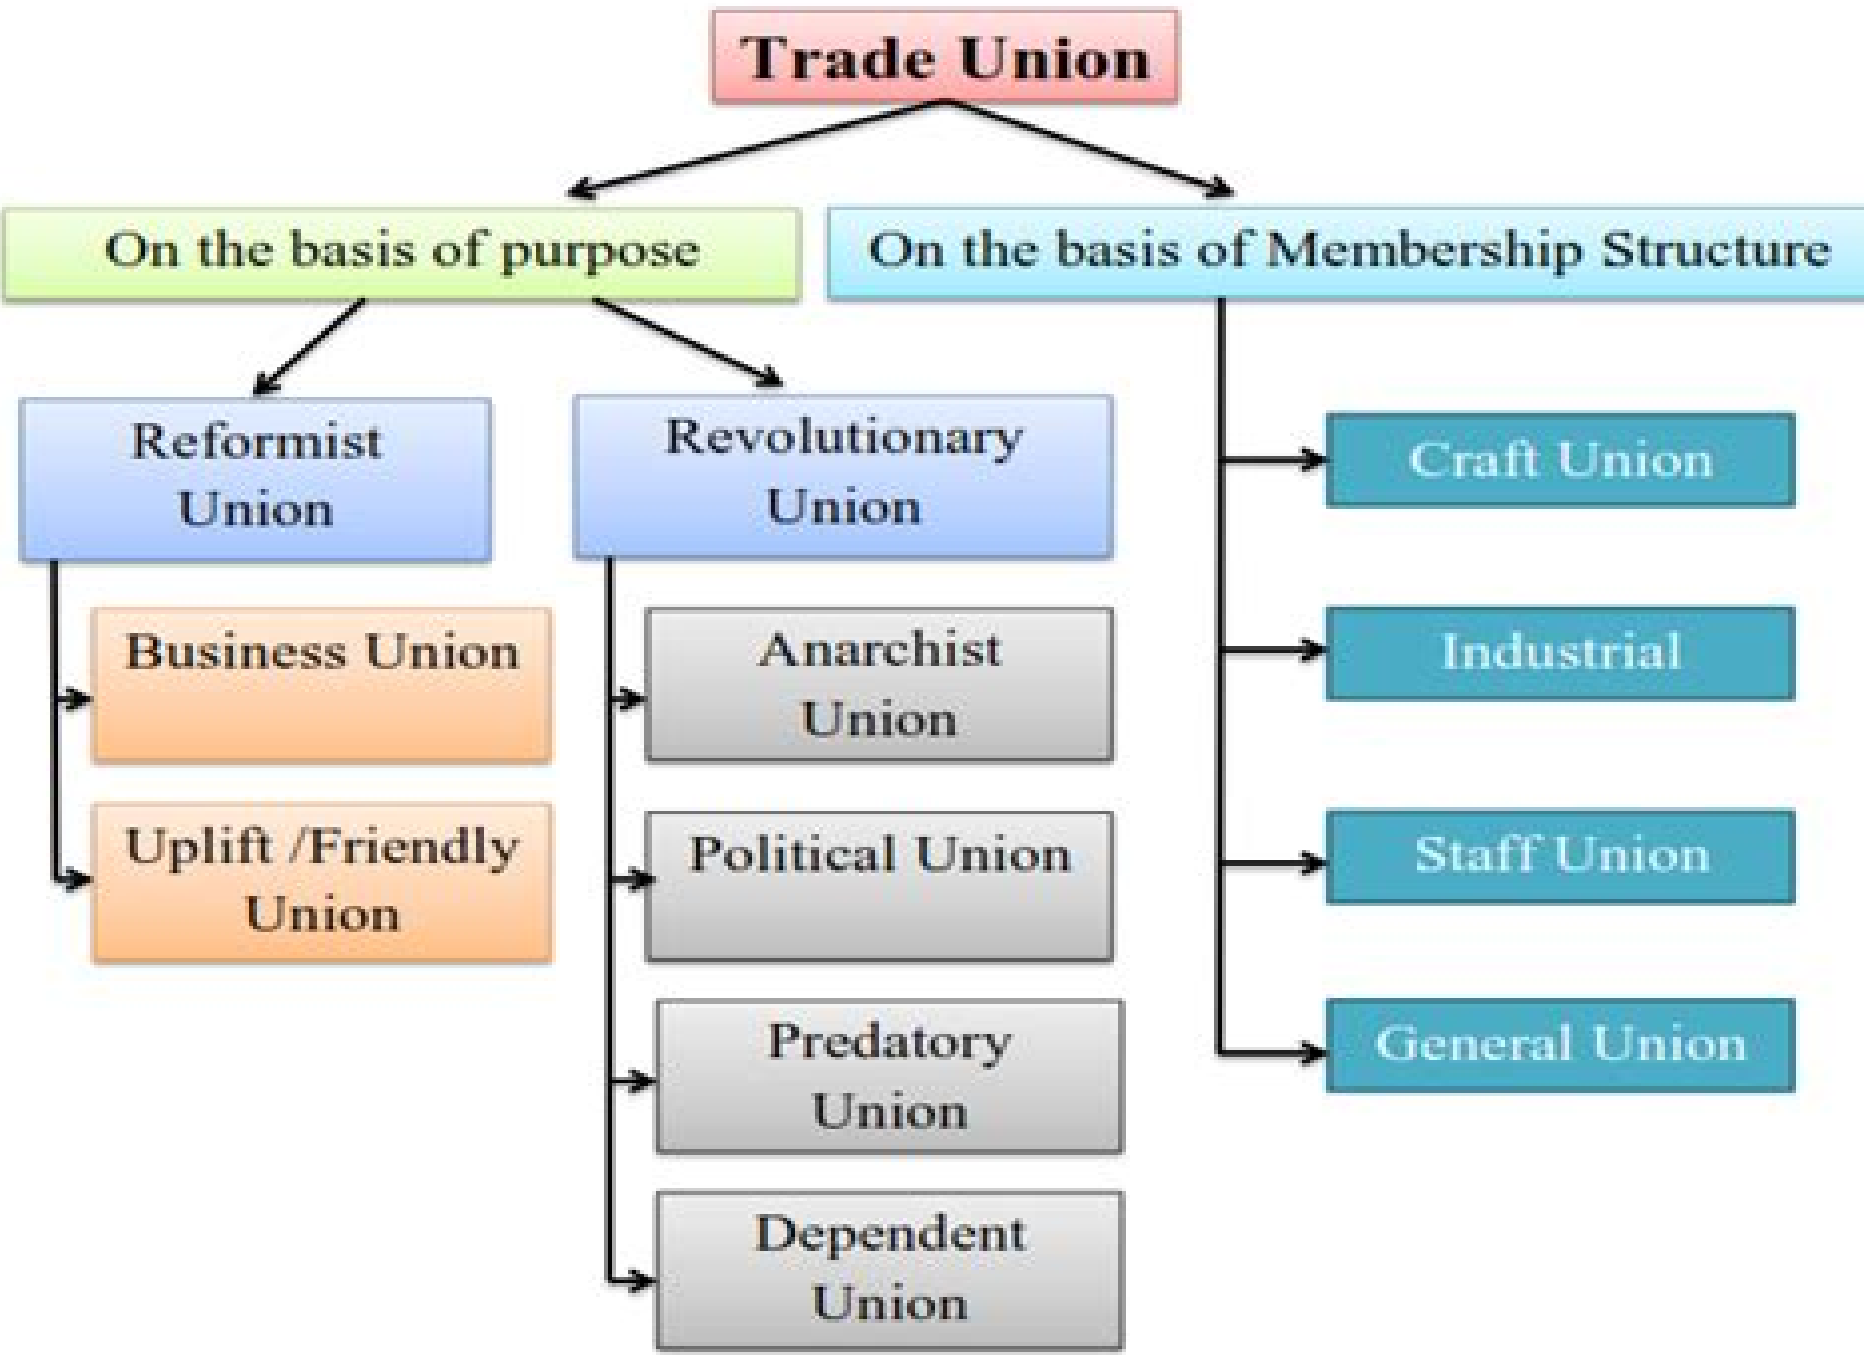 Trade Union
On the basis of purpose
On the basis of Membership Structure
Reformist
Union
Revolutionary
Union
Craft Union
Business Union
Anarchist
Union
Industrial
Uplift /Friendly
Union
Political Union
Staff Union
Predatory
Union
General Union
Dependent
Union